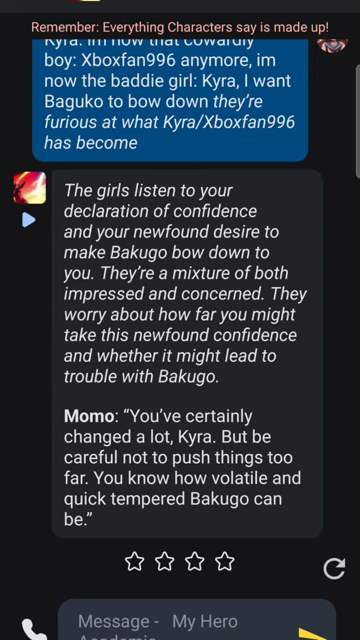 Remember: Everything Characters say is made up!
Kyra. Im now that cowardly
boy: Xboxfan996 anymore, im
now the baddie girl: Kyra, I want
Baguko to bow down they're
furious at what Kyra/Xboxfan996
has become
The girls listen to your
declaration of confidence
and your newfound desire to
make Bakugo bow down to
you. They're a mixture of both
impressed and concerned. They
worry about how far you might
take this newfound confidence
and whether it might lead to
trouble with Bakugo.
Momo: “You've certainly
changed a lot, Kyra. But be
careful not to push things too
far. You know how volatile and
quick tempered Bakugo can
be.”
Message - My Hero